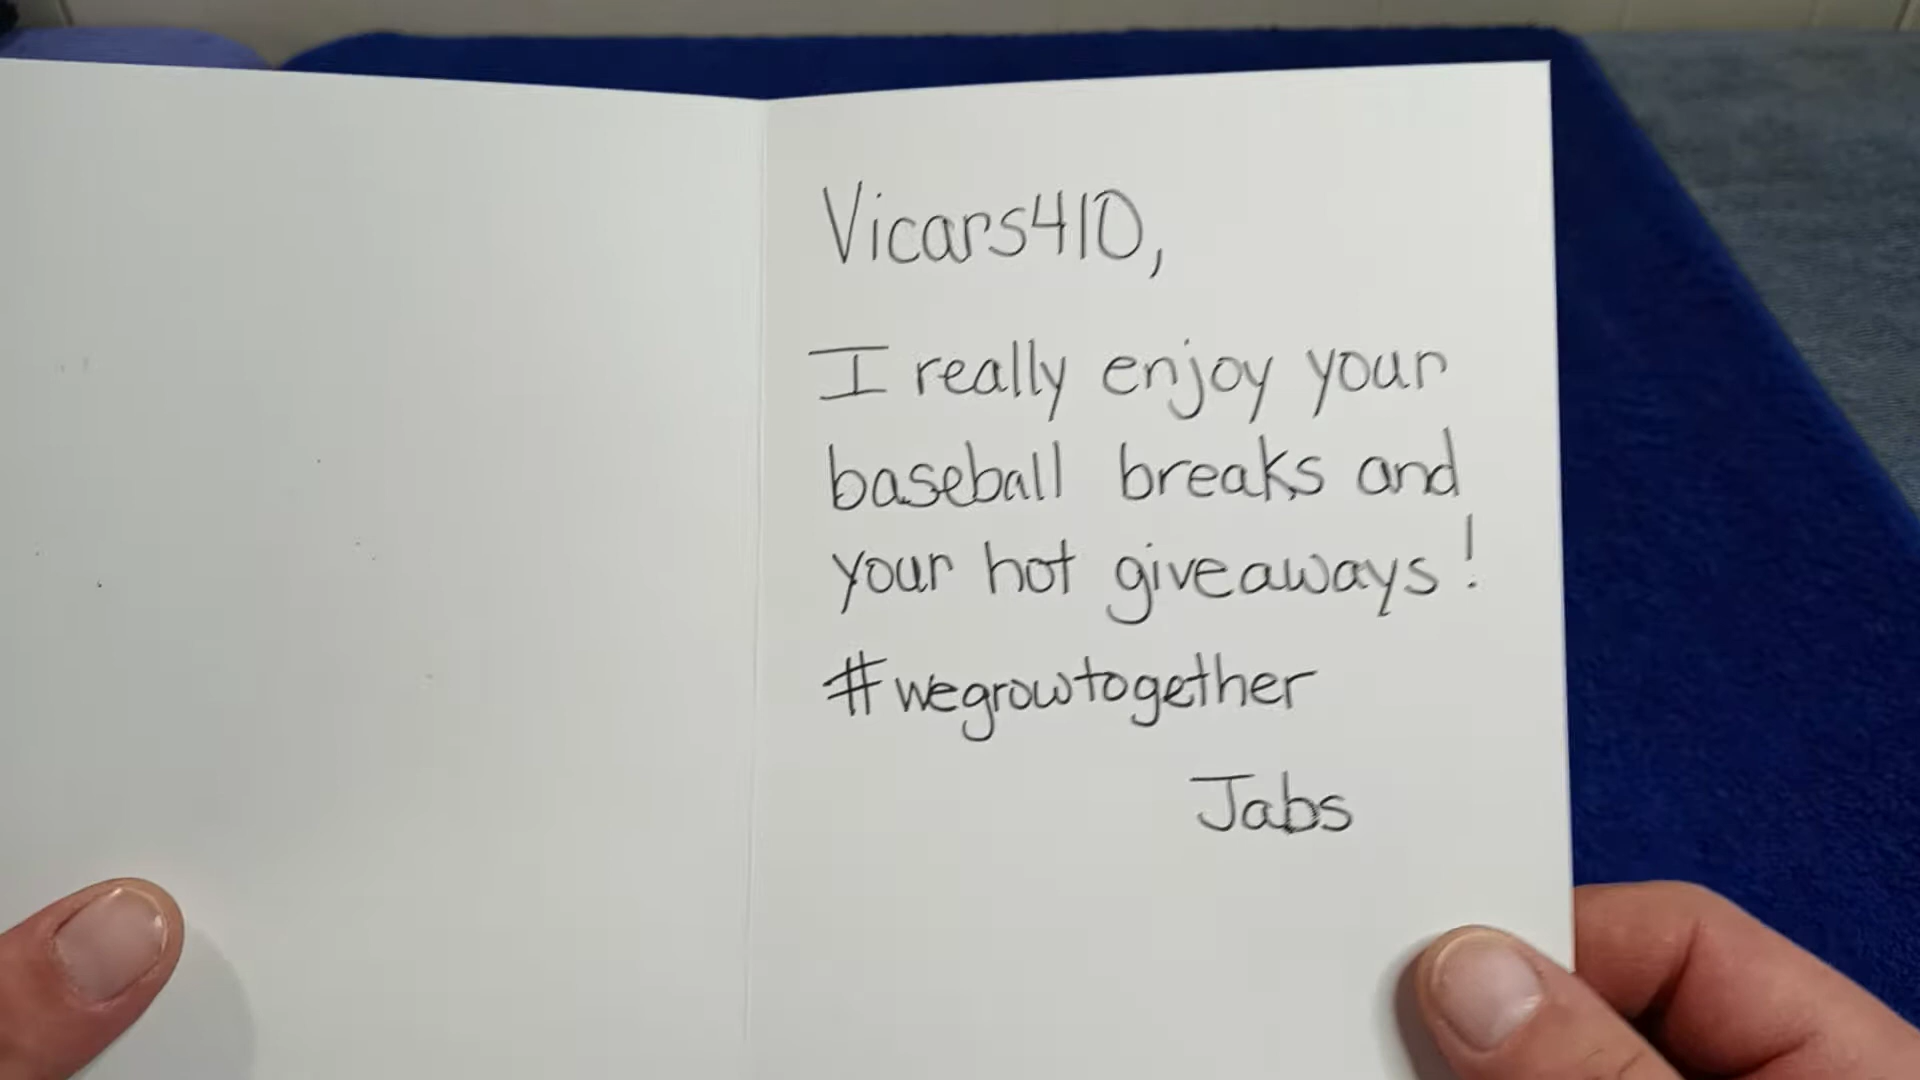 Vicars410,
I really enjoy your
baseball breaks and
your hot giveaways!
#wegrowtogether
Jabs